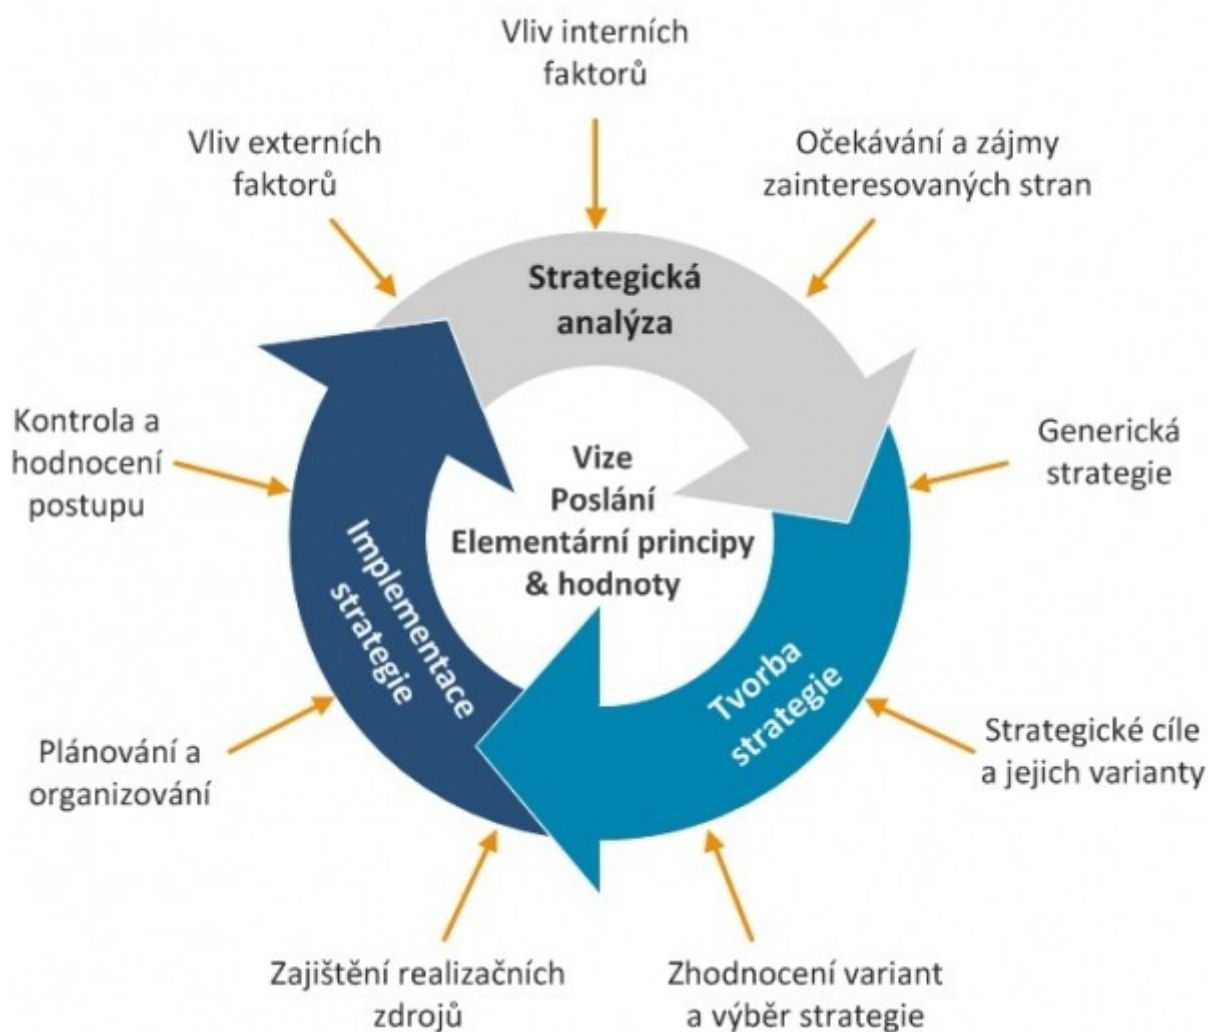 Vliv interních
faktorů
Vliv externích
faktorů
Očekávání a zájmy
zainteresovaných stran
Strategická
analýza
Kontrola a
hodnocení
postupu
Generická
strategie
Vize
Poslání
Elementární principy
& hodnoty
Implementace
strategie
Tvorba
strategie
Plánování a
organizování
Strategické cíle
a jejich varianty
Zajištění realizačních
zdrojů
Zhodnocení variant
a výběr strategie